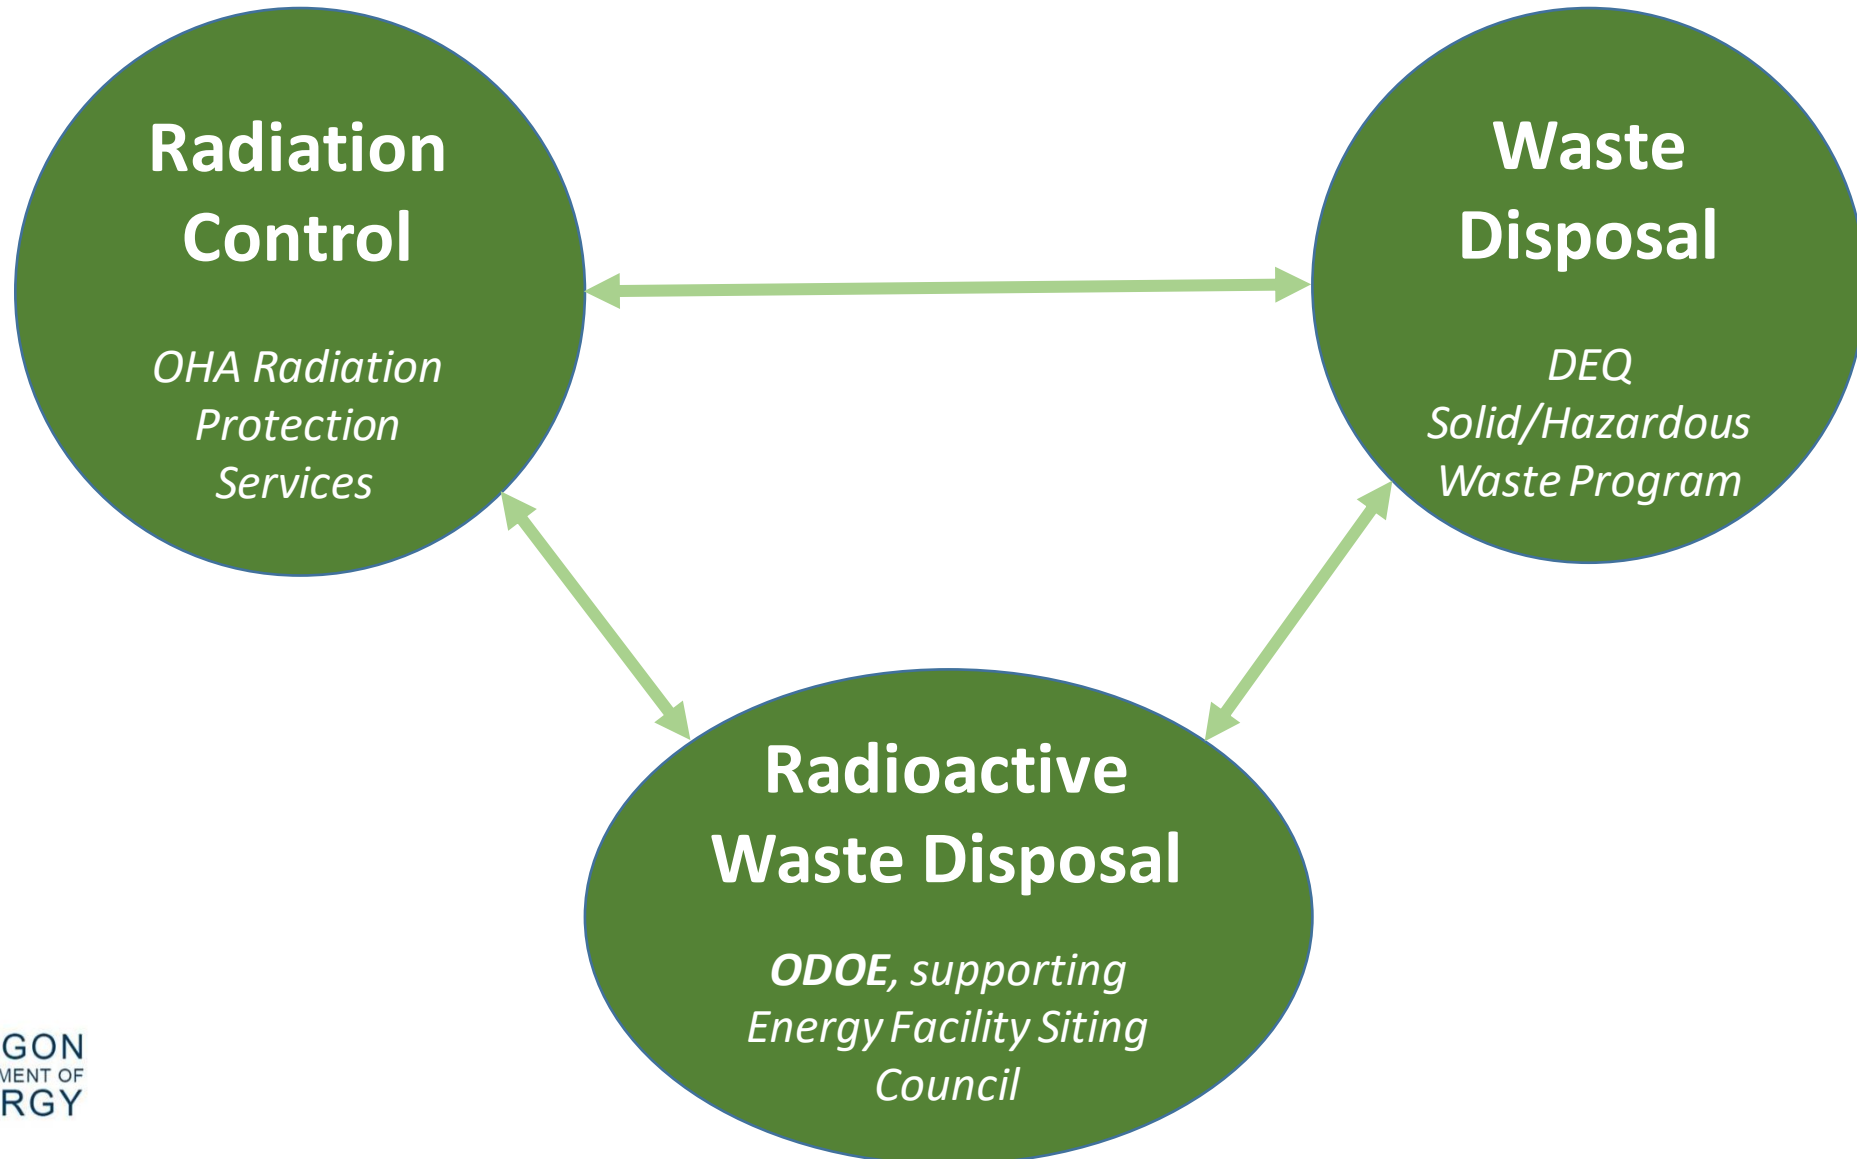 Radiation
Control
OHA Radiation
Protection
Services
Waste
Disposal
DEQ
Solid/Hazardous
Waste Program
Radioactive
Waste Disposal
ODOE, supporting
Energy Facility Siting
Council
GON
MENT OF
RGY